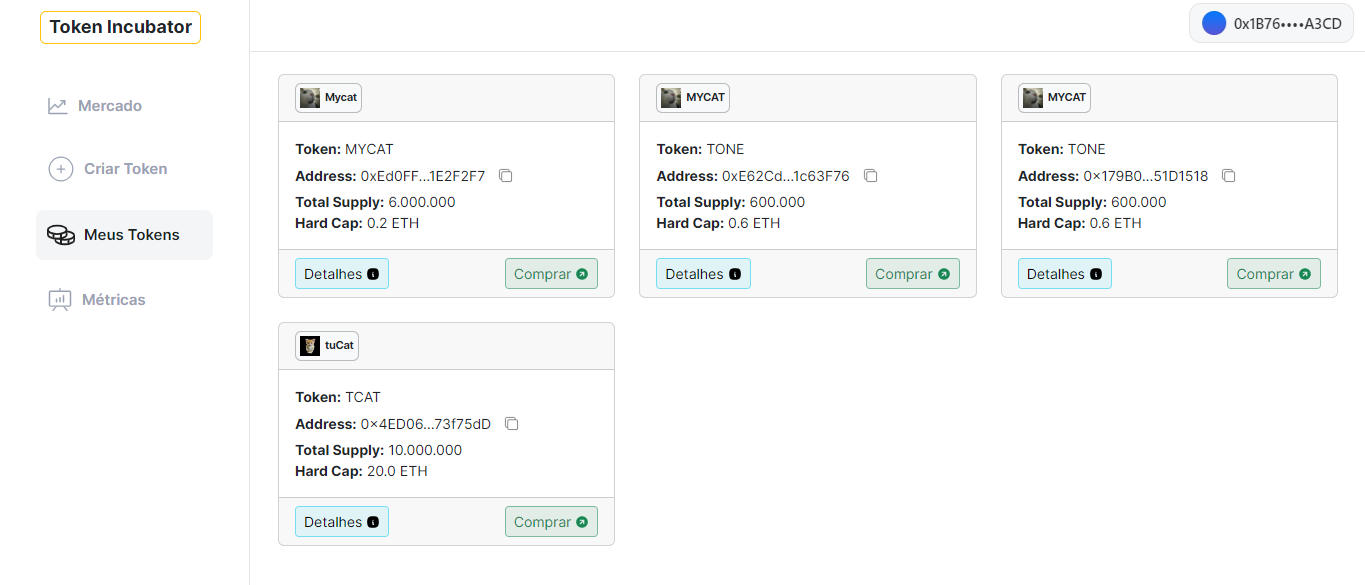 Token Incubator
0x1B76••••A3CD
Mercado
Criar Token
Meus Tokens
Métricas
Mycat
Token: MYCAT
Address: 0xEd0FF...1E2F2F7
Total Supply: 6.000.000
Hard Cap: 0.2 ETH
Detalhes
Comprar
MYCAT
Token: TONE
Address: 0xE62Cd...1c63F76
Total Supply: 600.000
Hard Cap: 0.6 ETH
Detalhes
Comprar
MYCAT
Token: TONE
Address: 0x179B0...51D1518
Total Supply: 600.000
Hard Cap: 0.6 ETH
Detalhes
Comprar
tuCat
Token: TCAT
Address: 0x4ED06...73f75dD
Total Supply: 10.000.000
Hard Cap: 20.0 ETH
Detalhes
Comprar